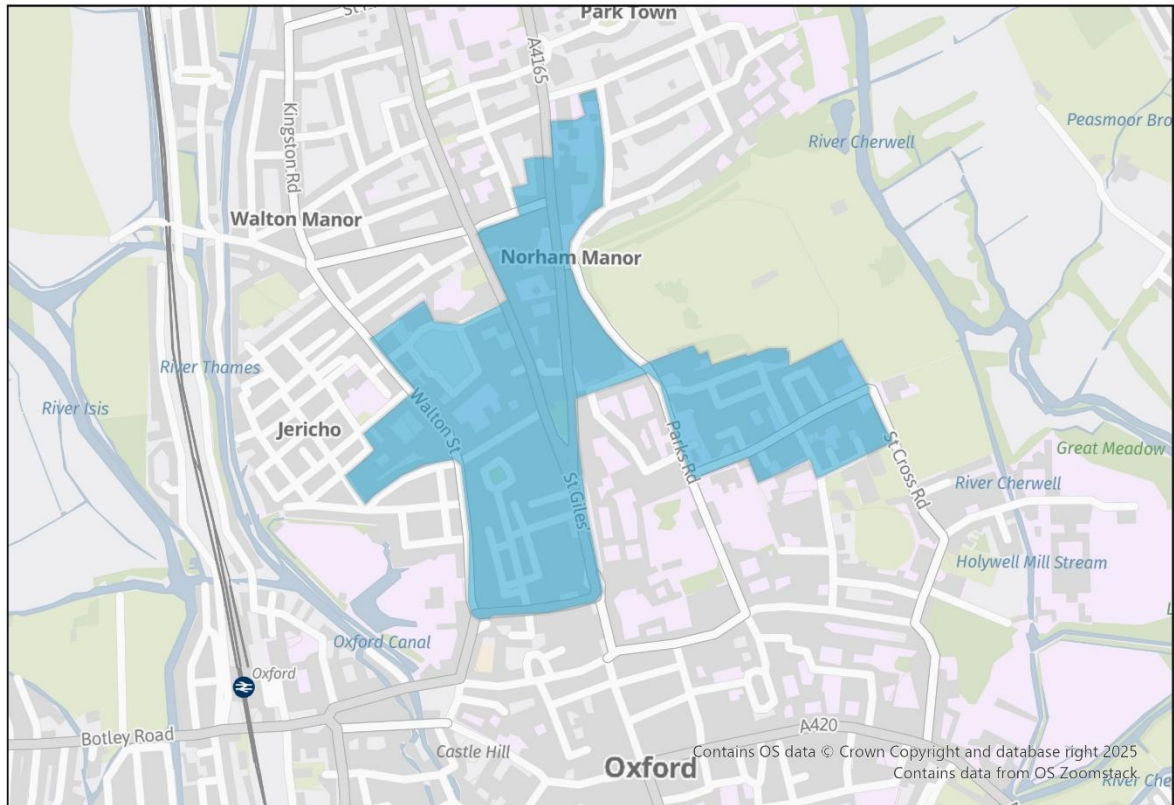 Park Town
A4165
Kingston Rd
River Cherwell
Peasmoor Bro
Walton Manor
Norham Manor
River Thames
River Isis
Jericho
Walton St
St Giles'
Parks Rd
St Cross Rd
Great Meadow
River Cherwell
Holywell Mill Stream
Oxford Canal
Oxford
Botley Road
Castle Hill
A420
Oxford
Contains OS data © Crown Copyright and database right 2025
Contains data from OS Zoomstack
River Che